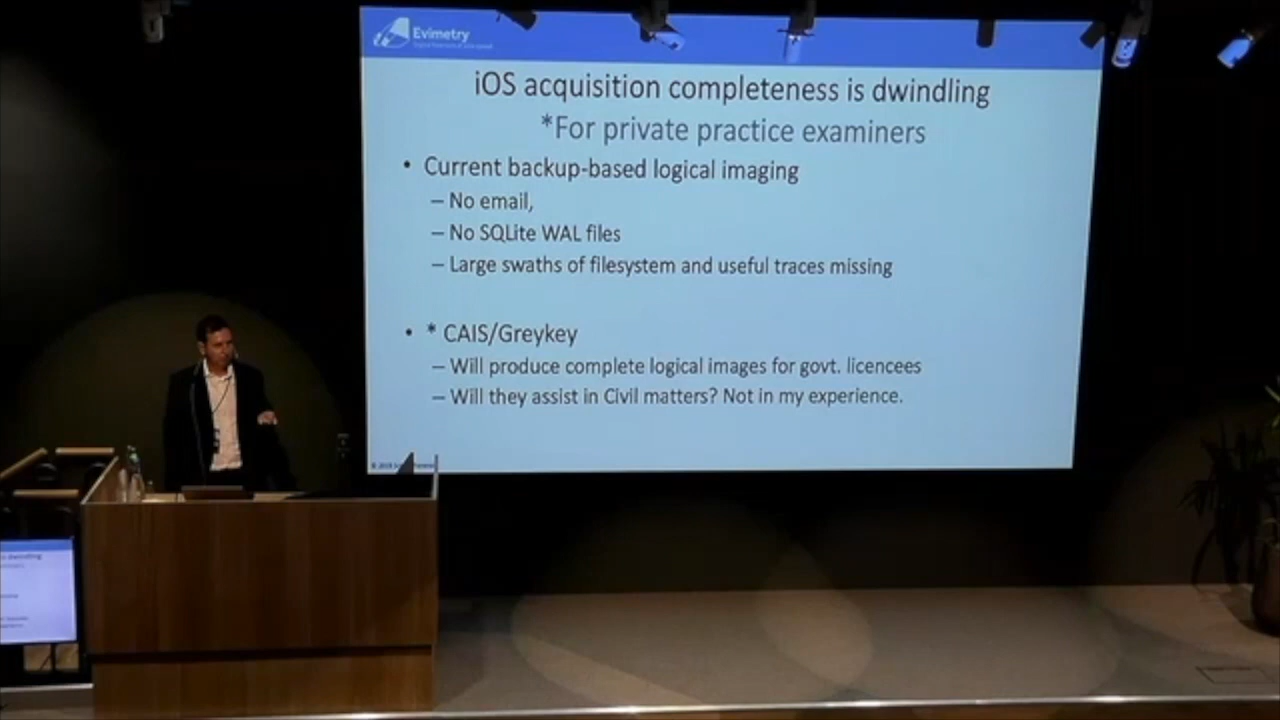 Evimetry
iOS acquisition completeness is dwindling
*For private practice examiners
• Current backup-based logical imaging
– No email,
– No SQLite WAL files
– Large swaths of filesystem and useful traces missing
• * CAIS/Greykey
– Will produce complete logical images for govt. licencees
– Will they assist in Civil matters? Not in my experience.